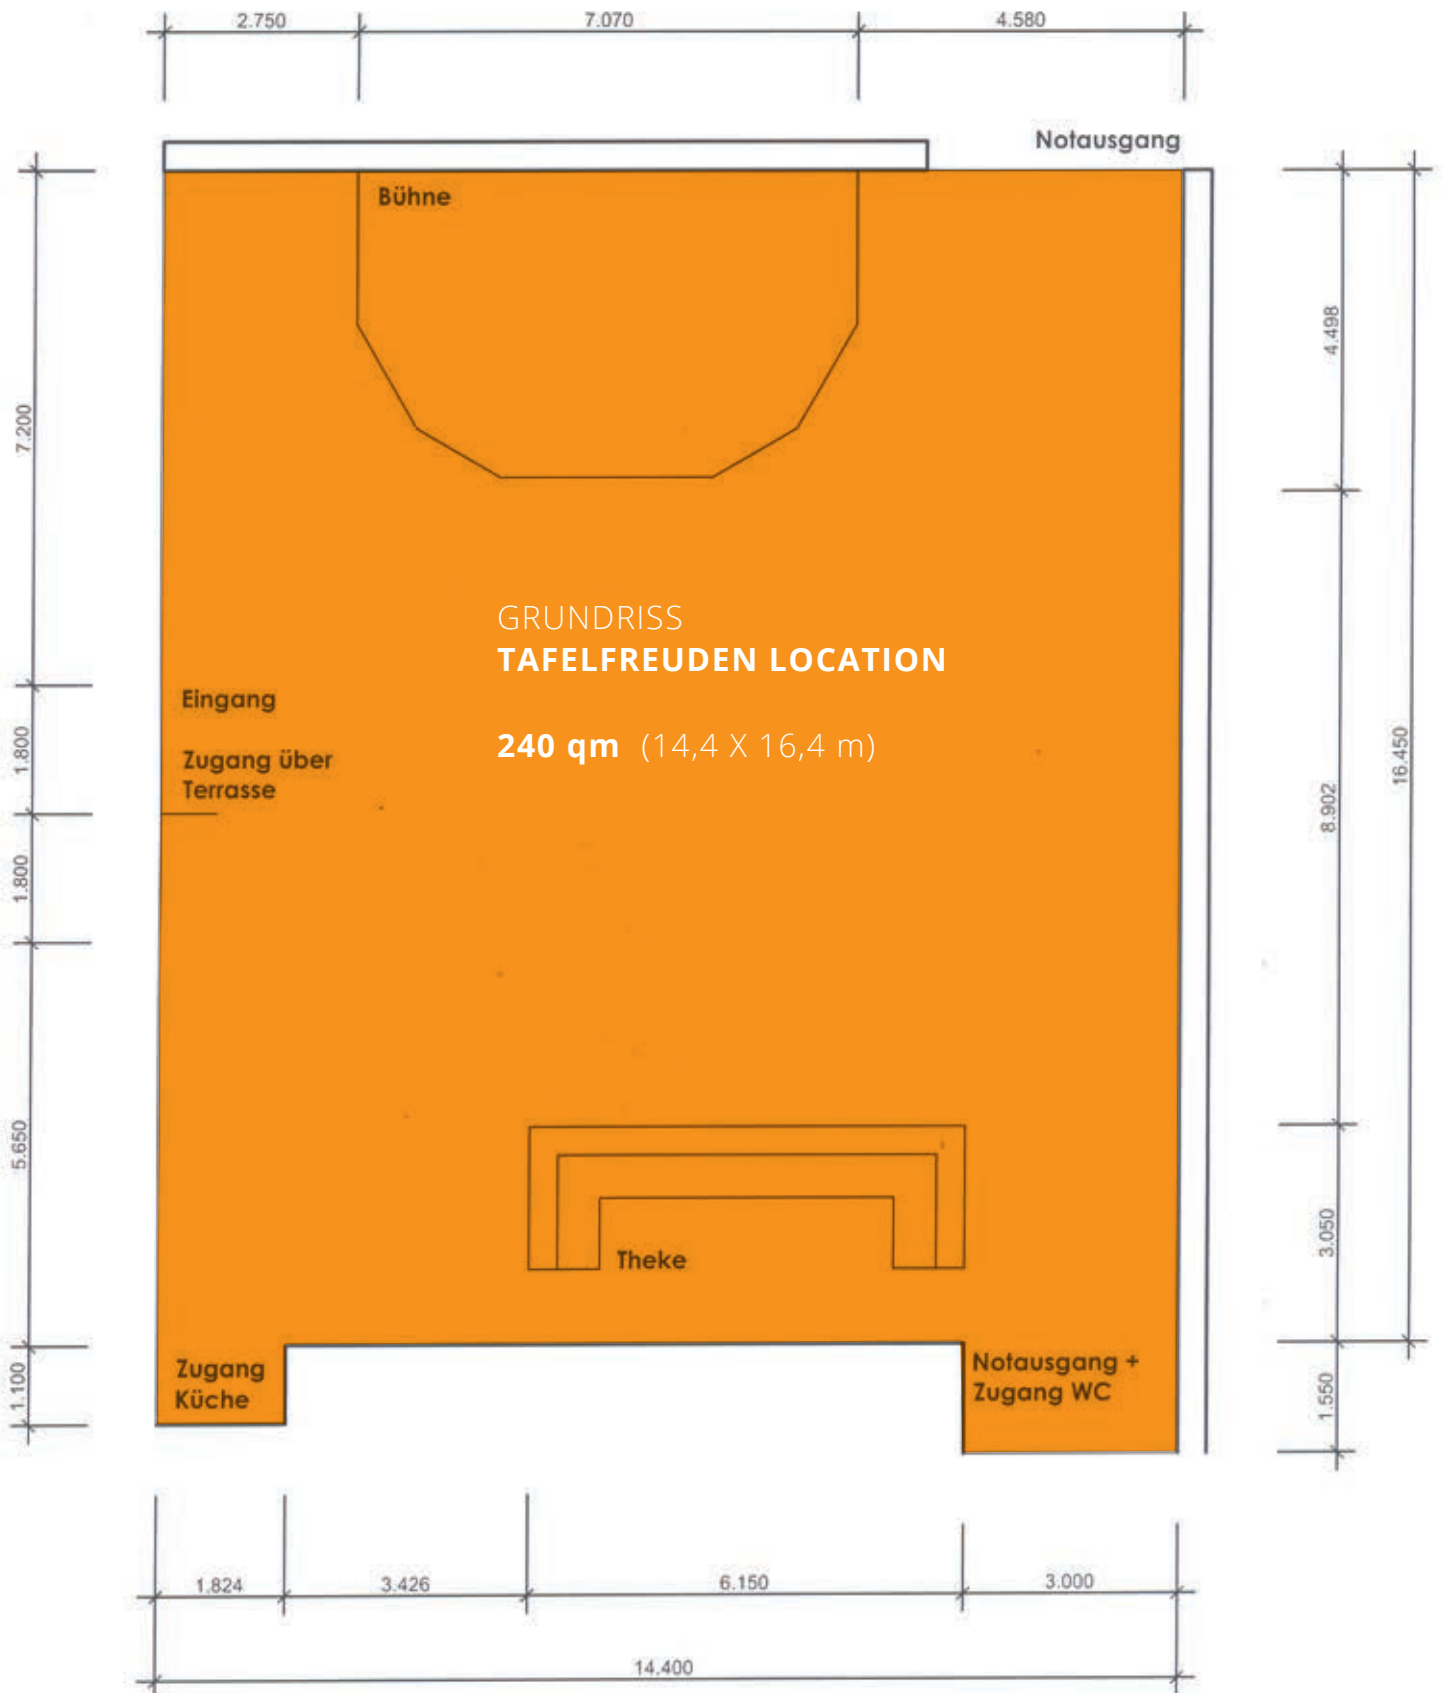 2.750
7.070
4.580
Notausgang
Bühne
4.498
7.200
GRUNDRISS
TAFELFREUDEN LOCATION
240 qm (14,4 X 16,4 m)
Eingang
Zugang über
Terrasse
1.800
16.450
8.902
1.800
5.650
3.050
Theke
Zugang
Küche
Notausgang +
Zugang WC
1.100
1.550
1.824
3.426
6.150
3.000
14.400